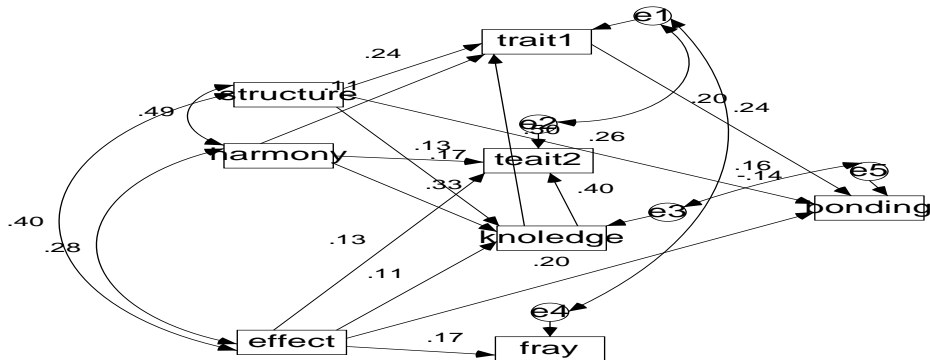 e1
trait1
.24
.11
structure
.49
.20
.24
e2
.30
.26
harmony
.13
.17
teait2
.16
-.14
e5
.33
.40
bonding
e3
knoledge
.40
.28
.13
.20
.11
e4
effect
.17
fray